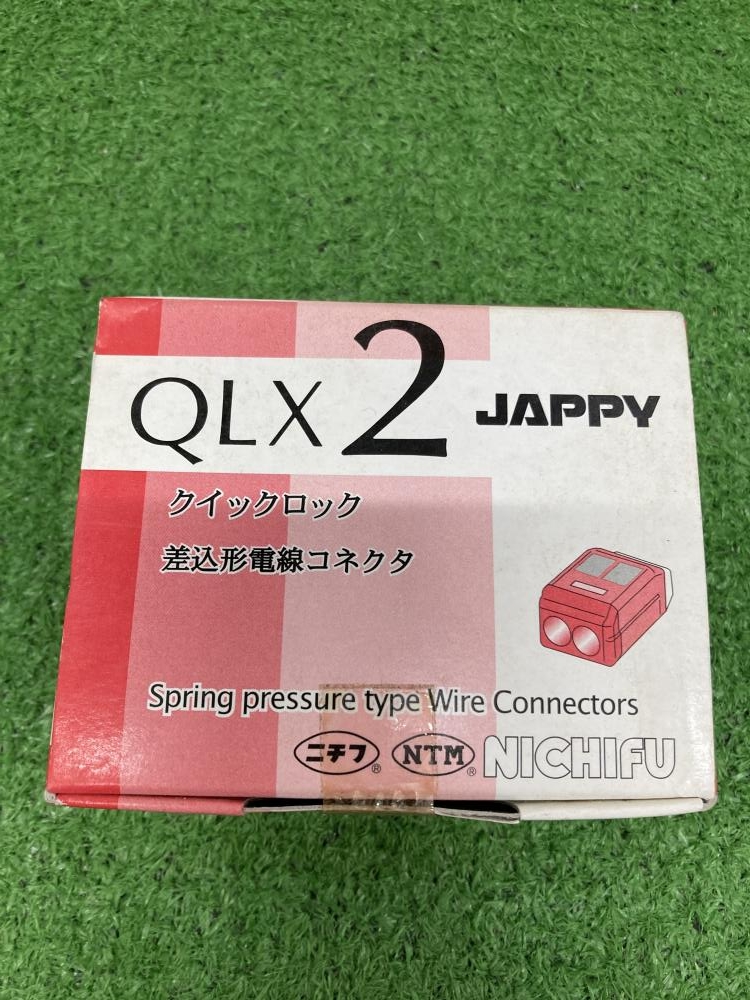 QLX 2 JAPPY
クイックロック
差込形電線コネクタ
Spring pressure type Wire Connectors
ニチフ® NTM® NICHIFU